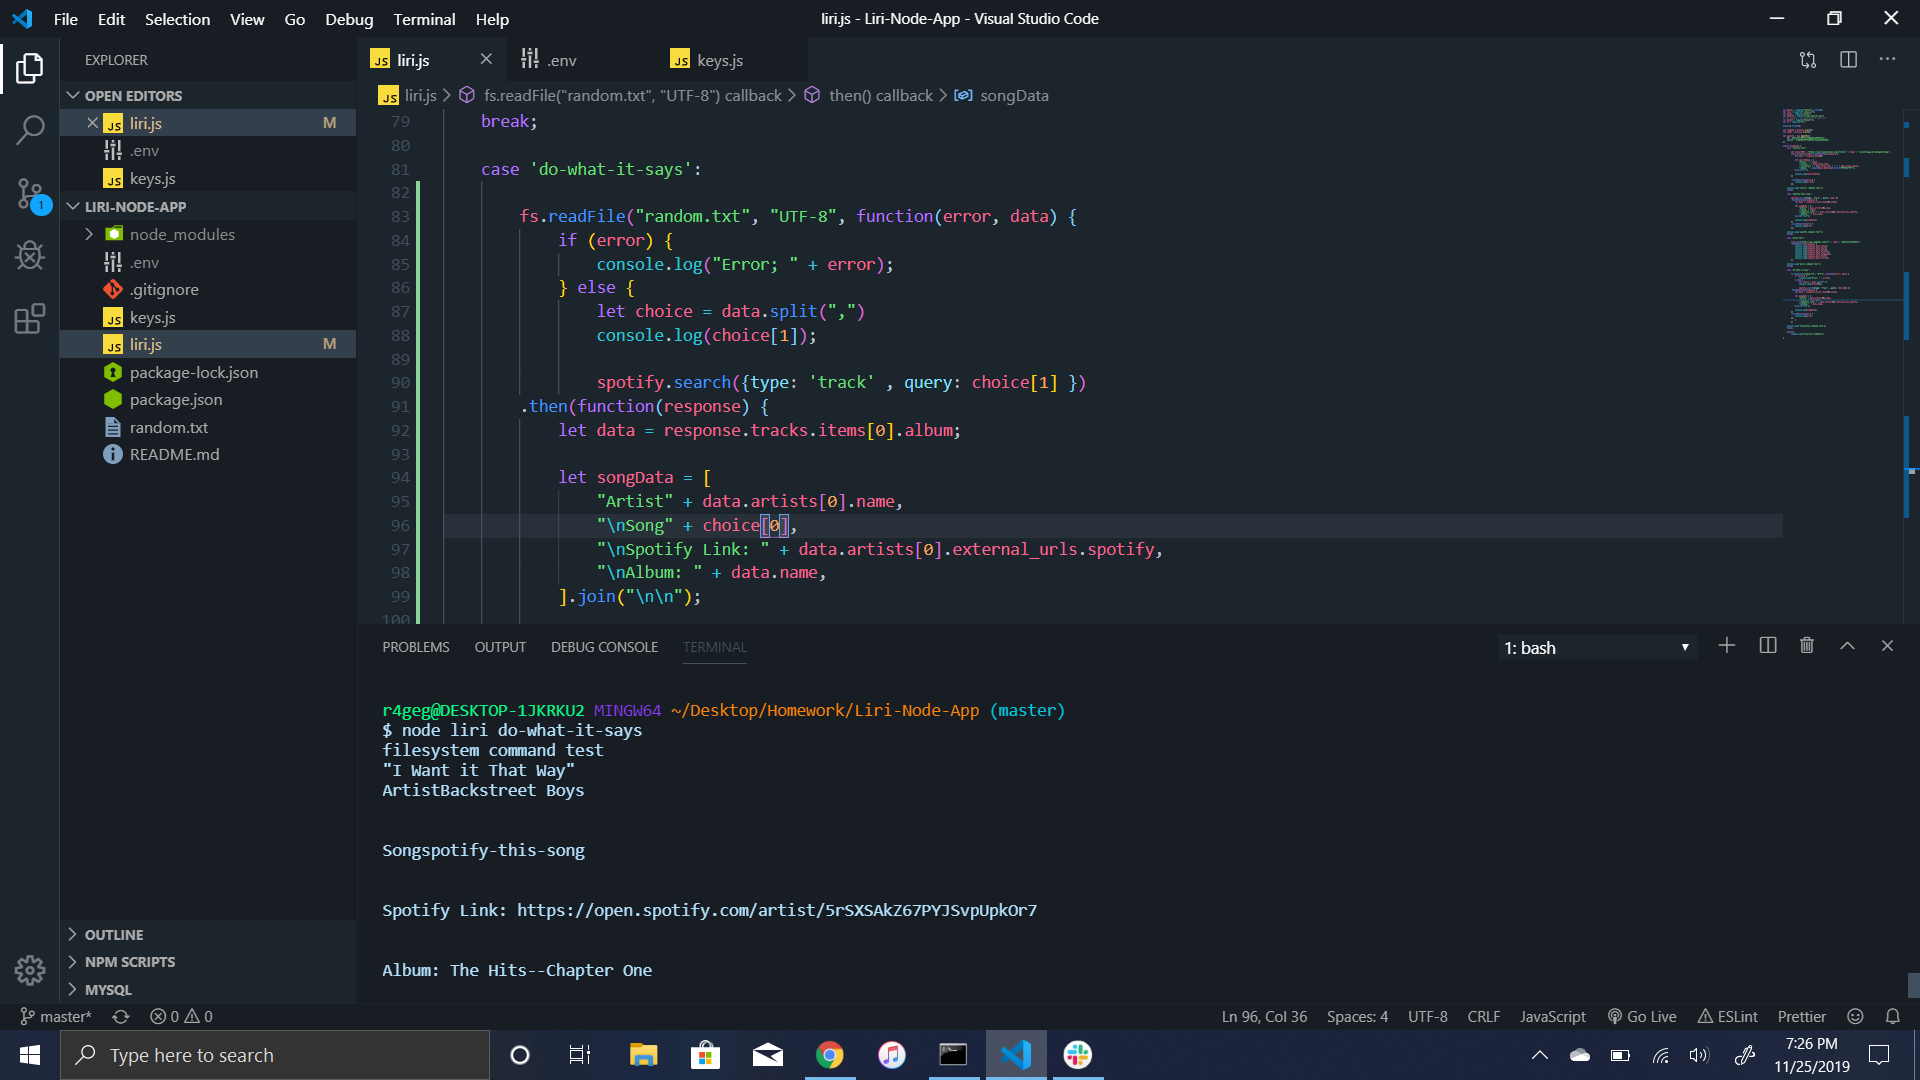 File Edit Selection View Go Debug Terminal Help
liri.js - Liri-Node-App - Visual Studio Code
EXPLORER
OPEN EDITORS
JS liri.js M
.env
JS keys.js
LIRI-NODE-APP
node_modules
.env
.gitignore
JS keys.js
JS liri.js M
package-lock.json
package.json
random.txt
README.md
OUTLINE
NPM SCRIPTS
MYSQL
1
JS liri.js .env JS keys.js
JS liri.js > fs.readFile("random.txt", "UTF-8") callback > then() callback > songData
79 break;
80
81 case 'do-what-it-says':
82
83 fs.readFile("random.txt", "UTF-8", function(error, data) {
84 if (error) {
85 console.log("Error; " + error);
86 } else {
87 let choice = data.split(",")
88 console.log(choice[1]);
89
90 spotify.search({type: 'track' , query: choice[1] })
91 .then(function(response) {
92 let data = response.tracks.items[0].album;
93
94 let songData = [
95 "Artist" + data.artists[0].name,
96 "\nSong" + choice[0],
97 "\nSpotify Link: " + data.artists[0].external_urls.spotify,
98 "\nAlbum: " + data.name,
99 ].join("\n\n");
100
PROBLEMS OUTPUT DEBUG CONSOLE TERMINAL
1: bash
r4geg@DESKTOP-1JKRKU2 MINGW64 ~/Desktop/Homework/Liri-Node-App (master)
$ node liri do-what-it-says
filesystem command test
"I Want it That Way"
ArtistBackstreet Boys
Songspotify-this-song
Spotify Link: https://open.spotify.com/artist/5rSXSAkZ67PYJSvpUpkOr7
Album: The Hits--Chapter One
master* 0 0 Ln 96, Col 36 Spaces: 4 UTF-8 CRLF JavaScript Go Live ESLint Prettier
Type here to search
7:26 PM
11/25/2019